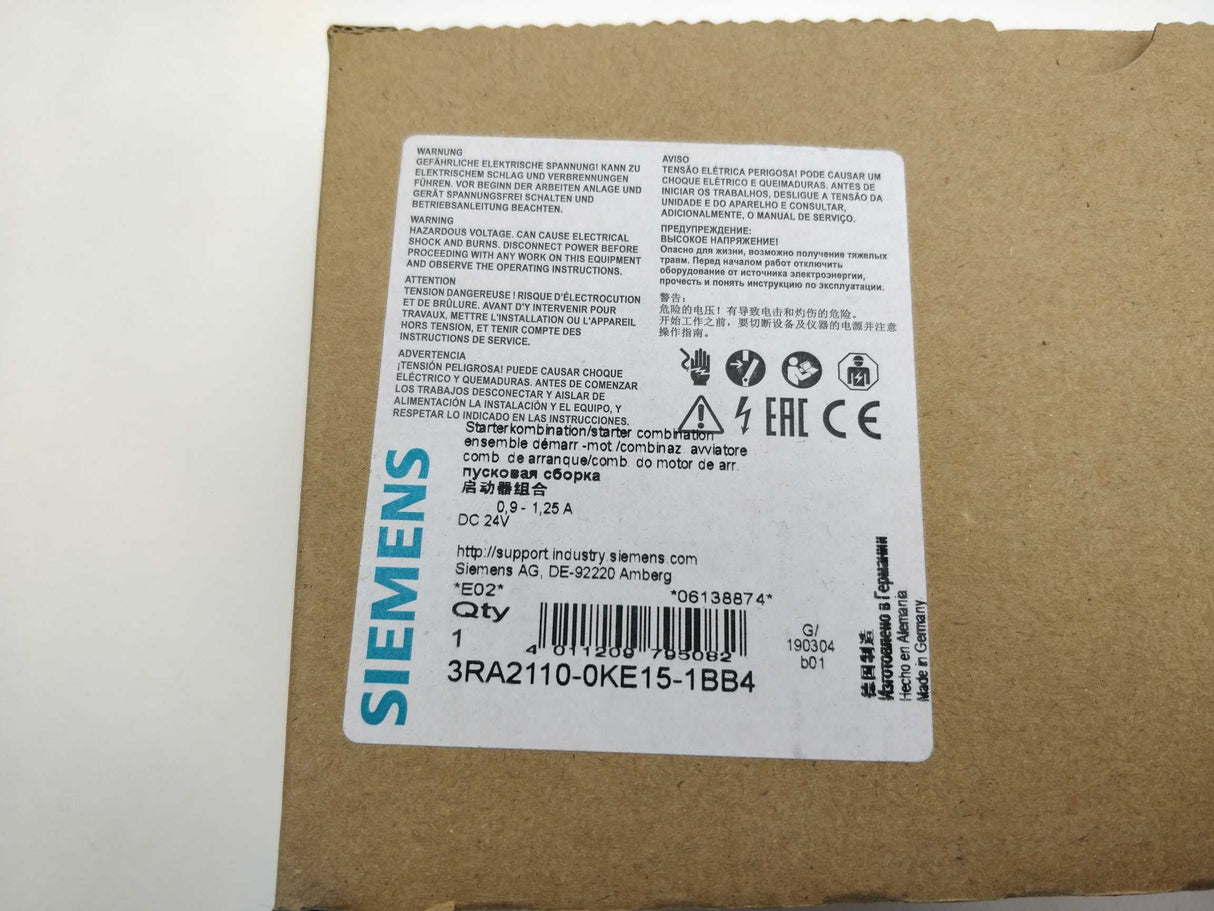 WARNUNG
GEFÄHRLICHE ELEKTRISCHE SPANNUNG! KANN ZU
ELEKTRISCHEM SCHLAG UND VERBRENNUNGEN
FÜHREN. VOR BEGINN DER ARBEITEN ANLAGE UND
GERÄT SPANNUNGSFREI SCHALTEN UND
BETRIEBSANLEITUNG BEACHTEN.
WARNING
HAZARDOUS VOLTAGE. CAN CAUSE ELECTRICAL
SHOCK AND BURNS. DISCONNECT POWER BEFORE
PROCEEDING WITH ANY WORK ON THIS EQUIPMENT
AND OBSERVE THE OPERATING INSTRUCTIONS.
ATTENTION
TENSION DANGEREUSE ! RISQUE D'ÉLECTROCUTION
ET DE BRÛLURE. AVANT D'Y INTERVENIR POUR
TRAVAUX, METTRE L'INSTALLATION OU L'APPAREIL
HORS TENSION, ET TENIR COMPTE DES
INSTRUCTIONS DE SERVICE.
ADVERTENCIA
¡TENSIÓN PELIGROSA! PUEDE CAUSAR CHOQUE
ELÉCTRICO Y QUEMADURAS. ANTES DE COMENZAR
LOS TRABAJOS DESCONECTAR Y AISLAR DE
ALIMENTACIÓN LA INSTALACIÓN Y EL EQUIPO, Y
RESPETAR LO INDICADO EN LAS INSTRUCCIONES.
AVISO
TENSÃO ELÉTRICA PERIGOSA! PODE CAUSAR UM
CHOQUE ELÉTRICO E QUEIMADURAS. ANTES DE
INICIAR OS TRABALHOS, DESLIGUE A TENSÃO DA
UNIDADE E DO APARELHO E CONSULTAR,
ADICIONALMENTE, O MANUAL DE SERVIÇO.
ПРЕДУПРЕЖДЕНИЕ:
ВЫСОКОЕ НАПРЯЖЕНИЕ!
Опасно для жизни, возможно получение тяжелых
травм. Перед началом работ отключить
оборудование от источника электроэнергии,
прочесть и понять инструкцию по эксплуатации.
警告:
危险的电压! 有导致电击和灼伤的危险。
开始工作之前, 要切断设备及仪器的电源并注意
操作指南。
EAC CE
Starterkombination/starter combination
ensemble démarr -mot /combinaz. avviatore
comb. de arranque/comb. do motor de arr.
пусковая сборка
启动器组合
0,9 - 1,25 A
DC 24V
http://support industry.siemens.com
Siemens AG, DE-92220 Amberg
*E02* *06138874*
Qty
1
4 011209 795082
3RA2110-0KE15-1BB4
G/
190304
b01
SIEMENS
德国制造
Изготовлено в Германии
Hecho en Alemania
Made in Germany